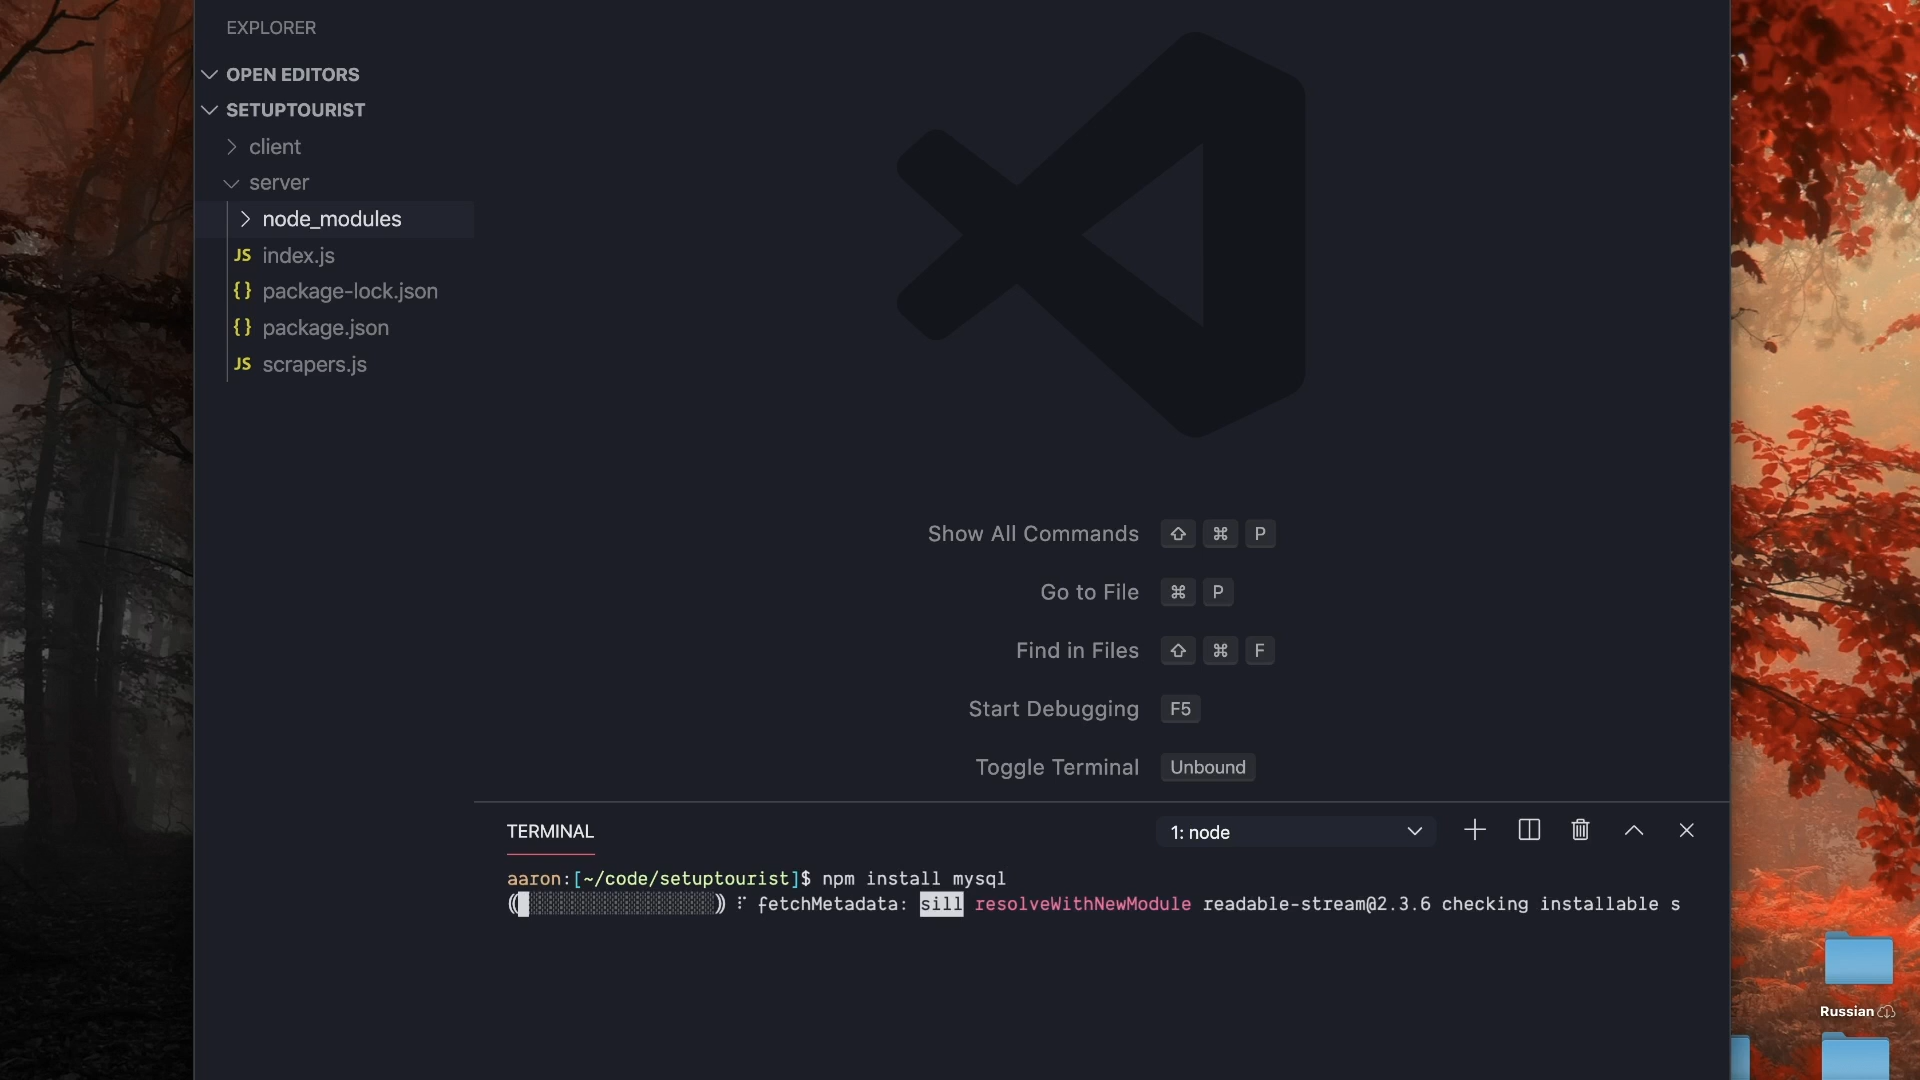 EXPLORER
OPEN EDITORS
SETUPTOURIST
client
server
node_modules
JS index.js
{} package-lock.json
{} package.json
JS scrapers.js
Show All Commands ⇧ ⌘ P
Go to File ⌘ P
Find in Files ⇧ ⌘ F
Start Debugging F5
Toggle Terminal Unbound
TERMINAL
1: node
aaron:[~/code/setuptourist]$ npm install mysql
(░░░░░░░░░░░░░░░░░░) ⠋ fetchMetadata: sill resolveWithNewModule readable-stream@2.3.6 checking installable s
Russian